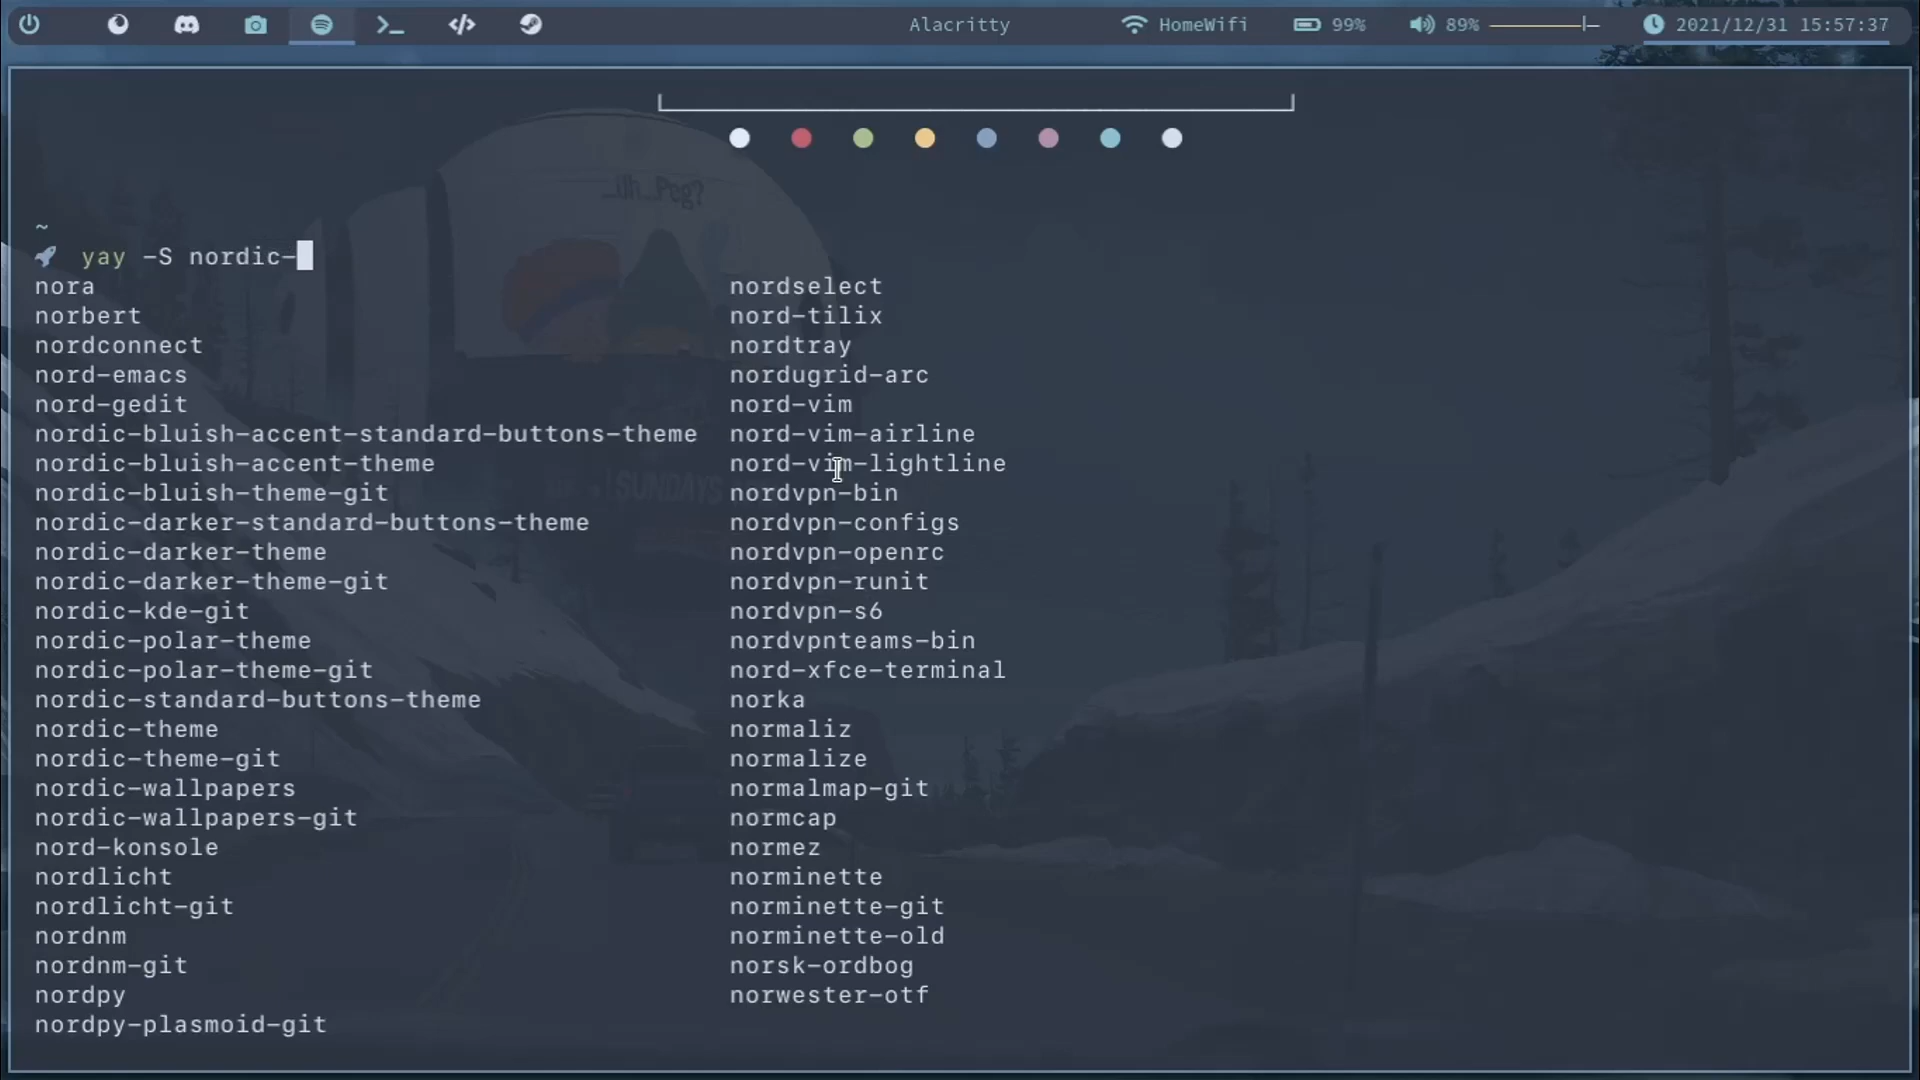 Alacritty
HomeWifi
99%
89%
2021/12/31 15:57:37
...Uh...Peg?
!SUNDAYS
~
yay -S nordic-
nora
norbert
nordconnect
nord-emacs
nord-gedit
nordic-bluish-accent-standard-buttons-theme
nordic-bluish-accent-theme
nordic-bluish-theme-git
nordic-darker-standard-buttons-theme
nordic-darker-theme
nordic-darker-theme-git
nordic-kde-git
nordic-polar-theme
nordic-polar-theme-git
nordic-standard-buttons-theme
nordic-theme
nordic-theme-git
nordic-wallpapers
nordic-wallpapers-git
nord-konsole
nordlicht
nordlicht-git
nordnm
nordnm-git
nordpy
nordpy-plasmoid-git
nordselect
nord-tilix
nordtray
nordugrid-arc
nord-vim
nord-vim-airline
nord-vim-lightline
nordvpn-bin
nordvpn-configs
nordvpn-openrc
nordvpn-runit
nordvpn-s6
nordvpnteams-bin
nord-xfce-terminal
norka
normaliz
normalize
normalmap-git
normcap
normez
norminette
norminette-git
norminette-old
norsk-ordbog
norwester-otf